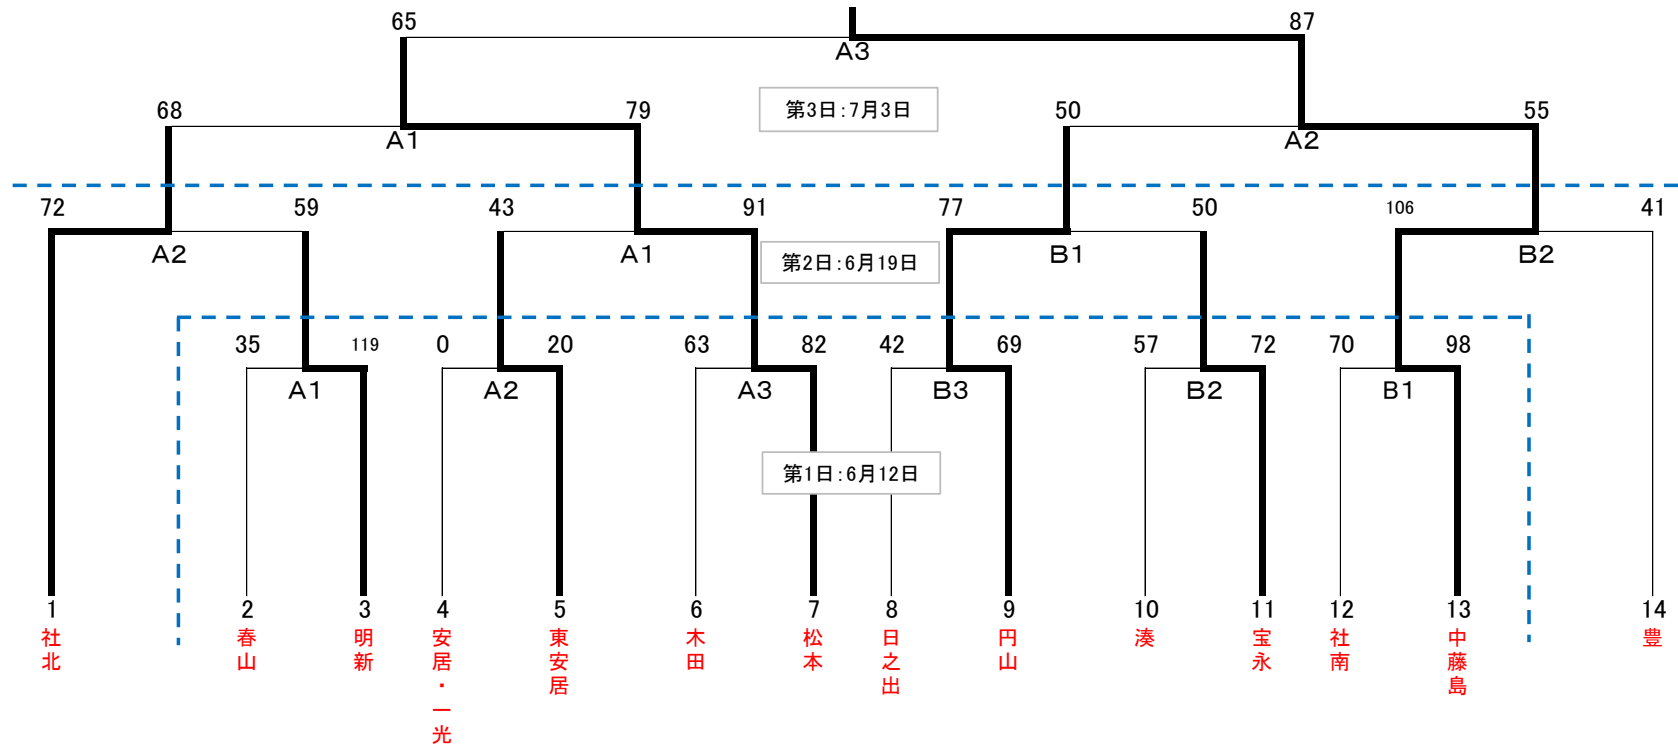 65 87
A3
68 79 第3日：7月3日 50 55
A1 A2
72 59 43 91 77 50 106 41
A2 A1 第2日：6月19日 B1 B2
35 119 0 20 63 82 42 69 57 72 70 98
A1 A2 A3 B3 B2 B1
第1日：6月12日
1 2 3 4 5 6 7 8 9 10 11 12 13 14
社北
春山
明新
安居・一光
東安居
木田
松本
日之出
円山
湊
宝永
社南
中藤島
豊